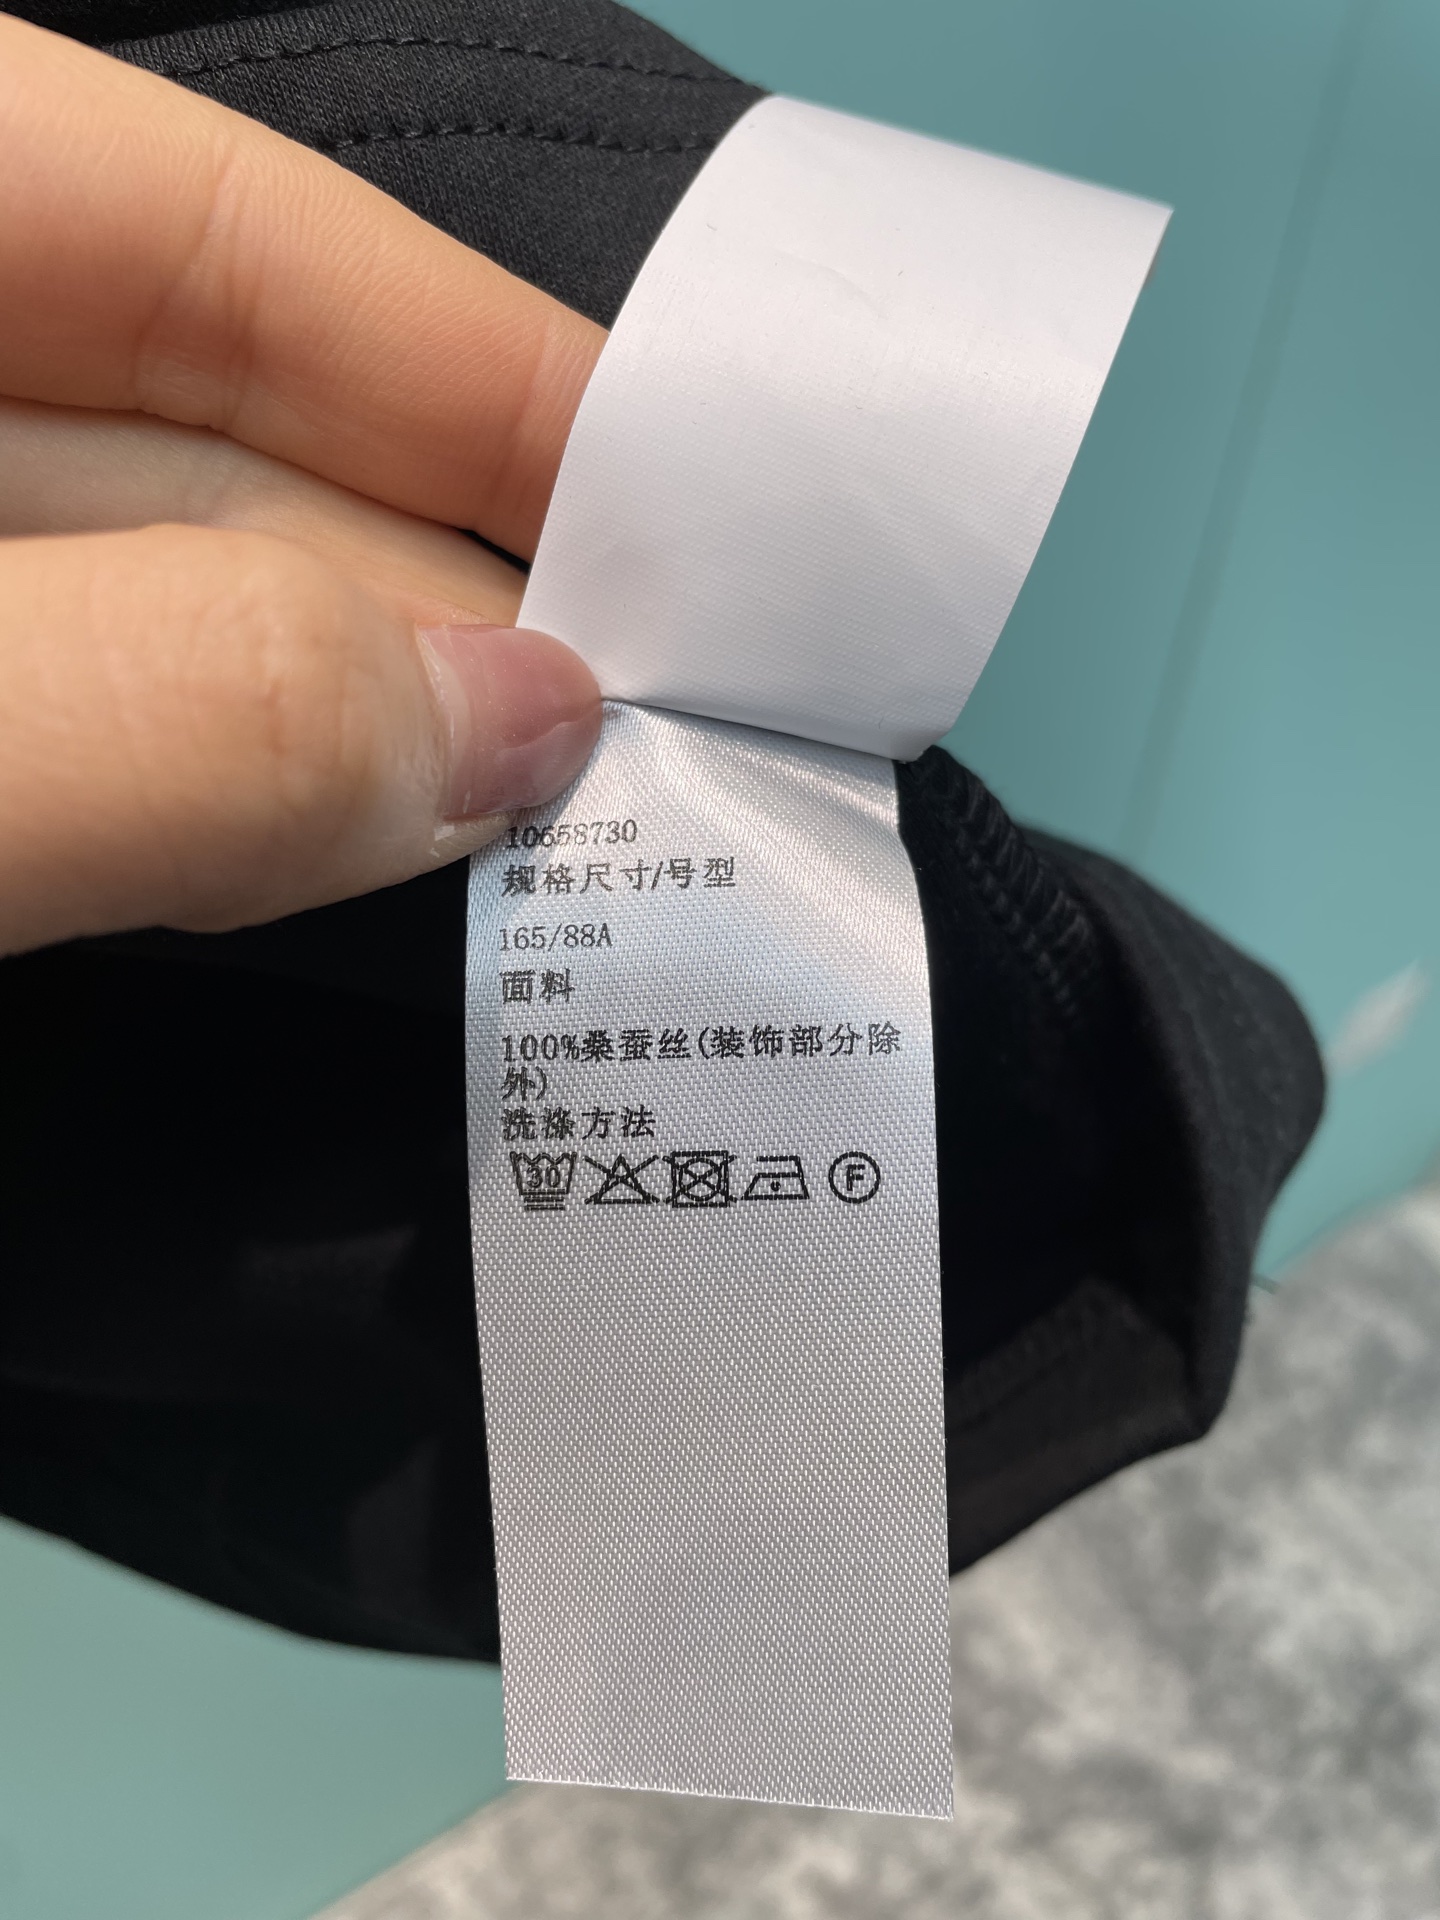 10658730
规格尺寸/号型
165/88A
面料
100%桑蚕丝(装饰部分除
外)
洗涤方法
30 F